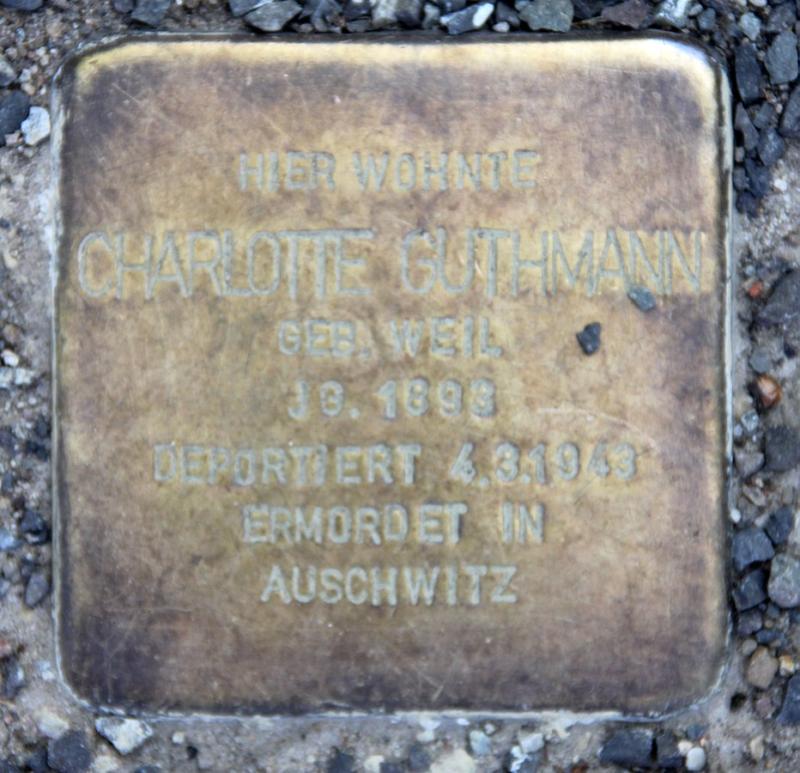 HIER WOHNTE
CHARLOTTE GUTHMANN
GEB. WEIL
JG. 1893
DEPORTIERT 4.3.1943
ERMORDET IN
AUSCHWITZ